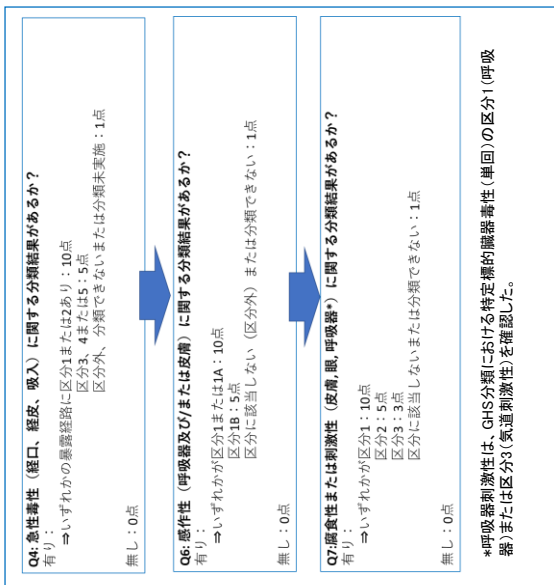 Q4: 急性毒性（経口、経皮、吸入）に関する分類結果があるか？
有り：
⇒いずれかの暴露経路に区分1または2あり：10点
区分3、4または5：5点
区分外、分類できないまたは分類未実施：1点
無し：0点
Q6: 感作性（呼吸器及び/または皮膚）に関する分類結果があるか？
有り：
⇒いずれかが区分1または1A：10点
区分1B：5点
区分に該当しない（区分外）または分類できない：1点
無し：0点
Q7:腐食性または刺激性（皮膚,眼,呼吸器*）に関する分類結果があるか？
有り：
⇒いずれかが区分1：10点
区分2：5点
区分3：3点
区分に該当しないまたは分類できない：1点
無し：0点
*呼吸器刺激性は、GHS分類における特定標的臓器毒性(単回)の区分1(呼吸
器)または区分3(気道刺激性)を確認した。